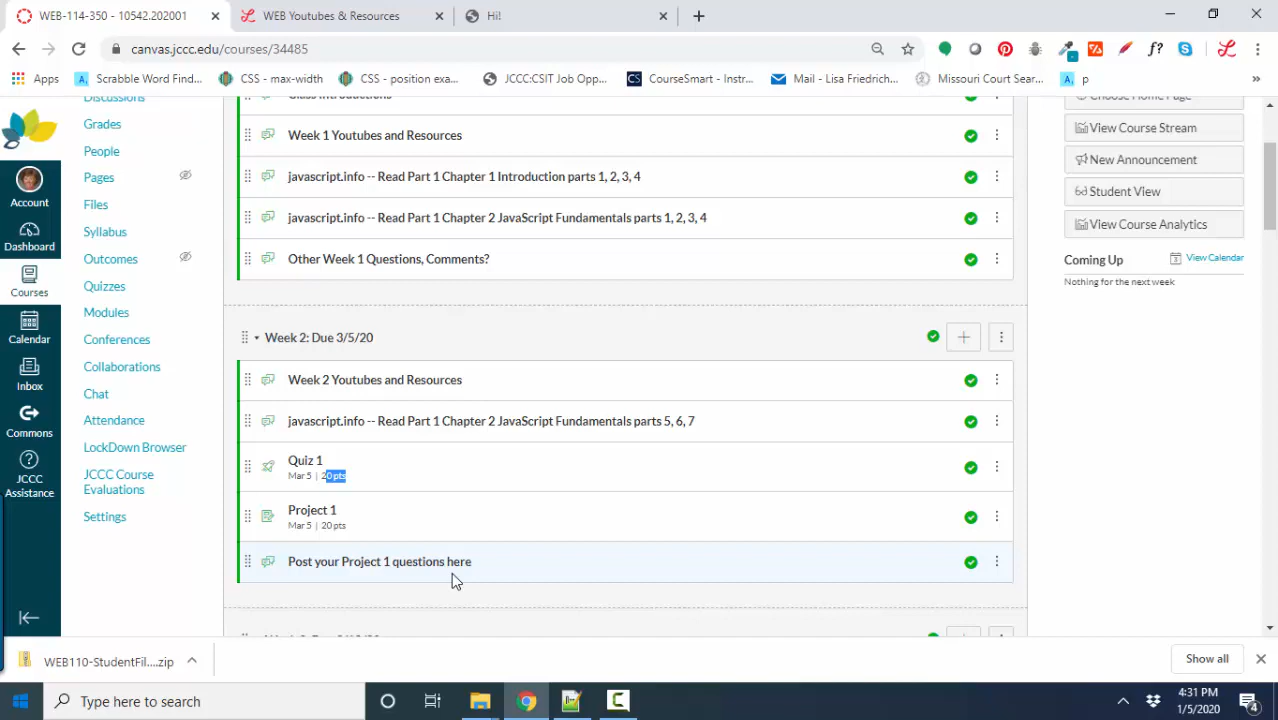 WEB-114-350 - 10542.202001
WEB Youtubes & Resources
Hi!
canvas.jccc.edu/courses/34485
f?
Apps
Scrabble Word Find...
CSS - max-width
CSS - position exa...
JCCC:CSIT Job Opp...
CS
CourseSmart - Instr...
Mail - Lisa Friedrich...
Missouri Court Sear...
p
»
Account
Dashboard
Courses
Calendar
Inbox
Commons
JCCC
Assistance
Discussions
Grades
People
Pages
Files
Syllabus
Outcomes
Quizzes
Modules
Conferences
Collaborations
Chat
Attendance
LockDown Browser
JCCC Course
Evaluations
Settings
Class Introductions
Week 1 Youtubes and Resources
javascript.info -- Read Part 1 Chapter 1 Introduction parts 1, 2, 3, 4
javascript.info -- Read Part 1 Chapter 2 JavaScript Fundamentals parts 1, 2, 3, 4
Other Week 1 Questions, Comments?
Week 2: Due 3/5/20
Week 2 Youtubes and Resources
javascript.info -- Read Part 1 Chapter 2 JavaScript Fundamentals parts 5, 6, 7
Quiz 1
Mar 5 | 20 pts
Project 1
Mar 5 | 20 pts
Post your Project 1 questions here
Choose Home Page
View Course Stream
New Announcement
Student View
View Course Analytics
Coming Up
View Calendar
Nothing for the next week
WEB110-StudentFil....zip
Show all
Type here to search
4:31 PM
1/5/2020
4